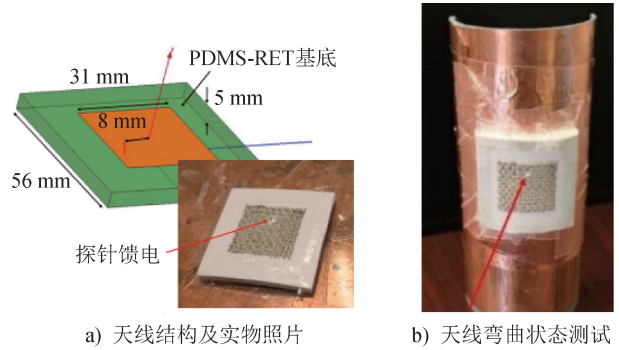 31 mm
PDMS-RET基底
5 mm
8 mm
56 mm
探针馈电
a) 天线结构及实物照片
b) 天线弯曲状态测试